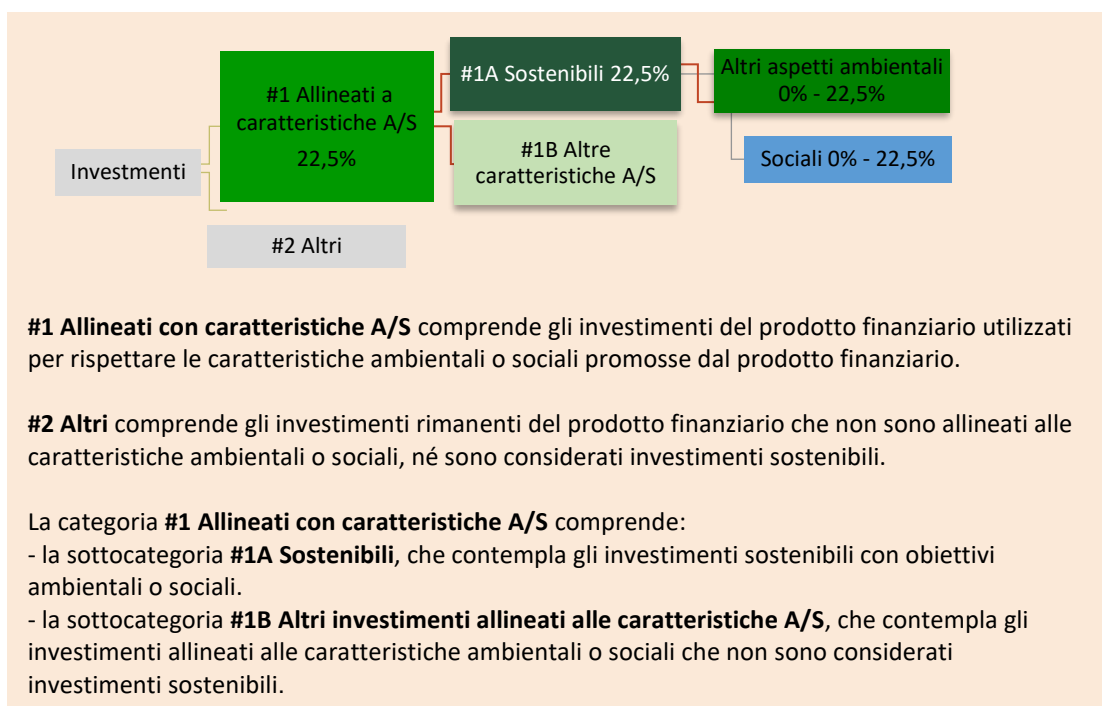 #1A Sostenibili 22,5%
Altri aspetti ambientali
0% - 22,5%
#1 Allineati a
caratteristiche A/S
22,5%
#1B Altre
caratteristiche A/S
Sociali 0% - 22,5%
Investmenti
#2 Altri
#1 Allineati con caratteristiche A/S comprende gli investimenti del prodotto finanziario utilizzati
per rispettare le caratteristiche ambientali o sociali promosse dal prodotto finanziario.
#2 Altri comprende gli investimenti rimanenti del prodotto finanziario che non sono allineati alle
caratteristiche ambientali o sociali, né sono considerati investimenti sostenibili.
La categoria #1 Allineati con caratteristiche A/S comprende:
- la sottocategoria #1A Sostenibili, che contempla gli investimenti sostenibili con obiettivi
ambientali o sociali.
- la sottocategoria #1B Altri investimenti allineati alle caratteristiche A/S, che contempla gli
investimenti allineati alle caratteristiche ambientali o sociali che non sono considerati
investimenti sostenibili.